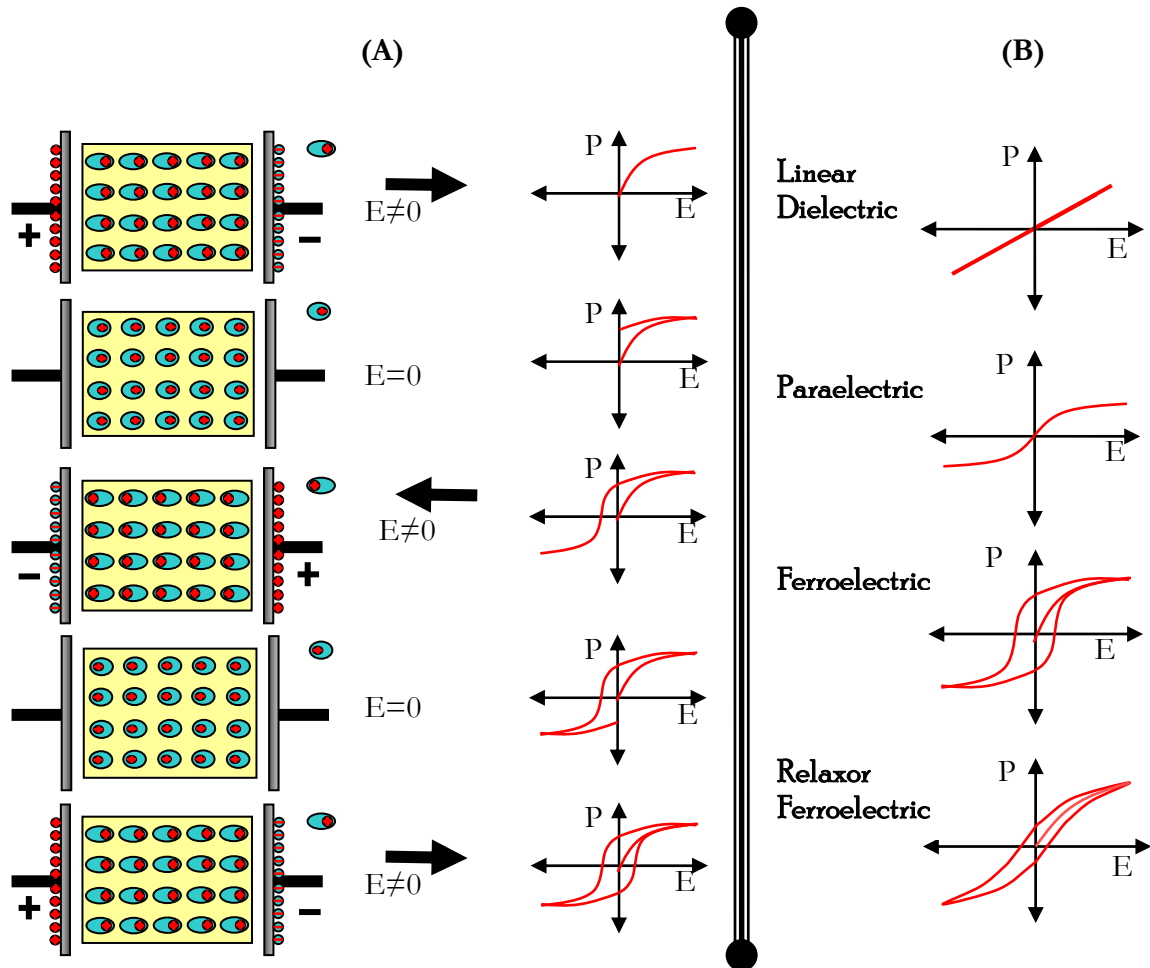 (A)
+
−
E≠0
P
E
E=0
P
E
−
+
E≠0
P
E
E=0
P
E
+
−
E≠0
P
E
(B)
Linear
Dielectric
P
E
Paraelectric
P
E
Ferroelectric
P
E
Relaxor
Ferroelectric
P
E